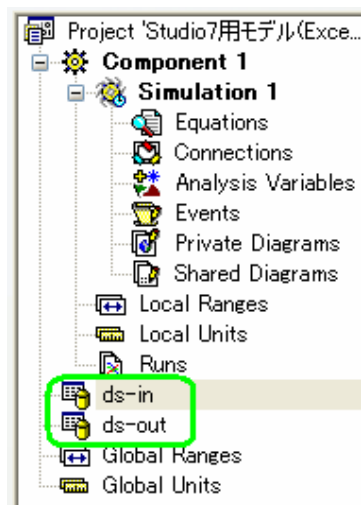 Project 'Studio7用モデル(Exce...
Component 1
Simulation 1
Equations
Connections
Analysis Variables
Events
Private Diagrams
Shared Diagrams
Local Ranges
Local Units
Runs
ds-in
ds-out
Global Ranges
Global Units